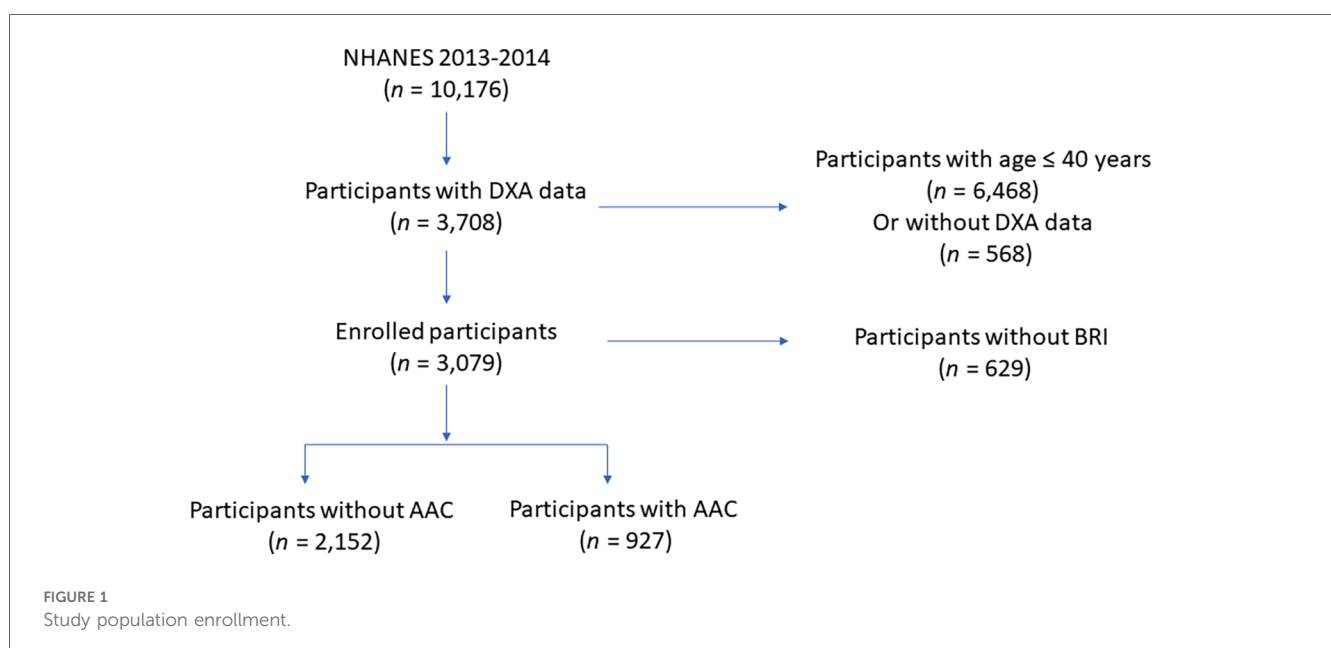 NHANES 2013-2014
(n = 10,176)
Participants with DXA data
(n = 3,708)
Participants with age ≤ 40 years
(n = 6,468)
Or without DXA data
(n = 568)
Enrolled participants
(n = 3,079)
Participants without BRI
(n = 629)
Participants without AAC
(n = 2,152)
Participants with AAC
(n = 927)
FIGURE 1
Study population enrollment.